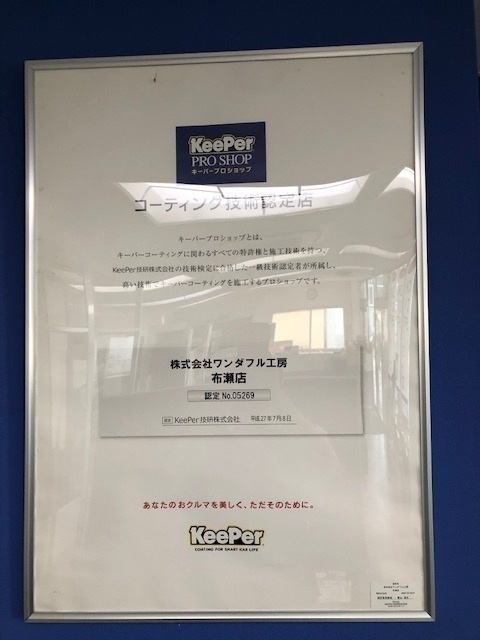 KeePer
PRO SHOP
キーパープロショップ
コーティング技術認定店
キーパープロショップとは、
キーパーコーティングに関わるすべての特許権と施工技術を持つ、
KeePer技研株式会社の技術検定に合格した一級技術認定者が所属し、
高い技術でキーパーコーティングを施工するプロショップです。
株式会社ワンダフル工房
布瀬店
認定 No.05269
認定 KeePer技研株式会社 平成27年7月8日
あなたのおクルマを美しく、ただそのために。
KeePer
COATING FOR SMART CAR LIFE